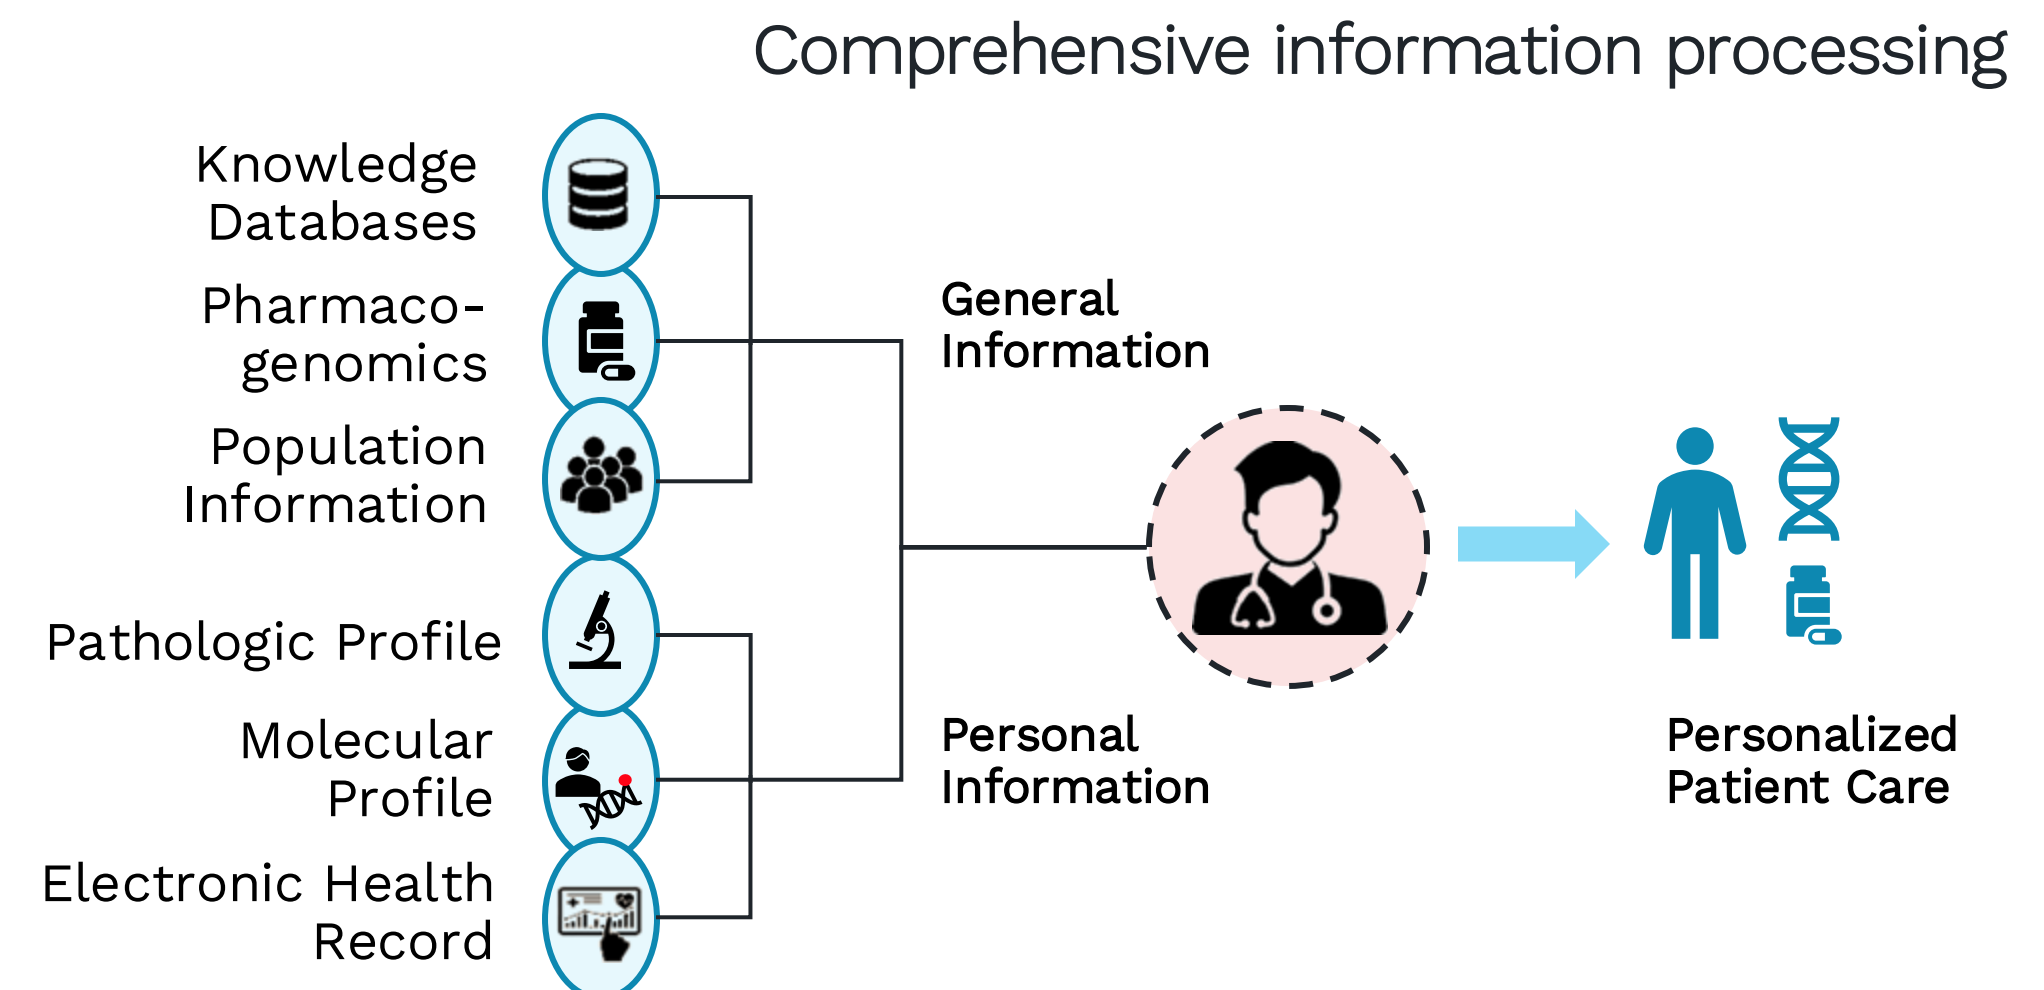 Comprehensive information processing
Knowledge
Databases
Pharmaco-
genomics
Population
Information
Pathologic Profile
Molecular
Profile
Electronic Health
Record
General
Information
Personal
Information
Personalized
Patient Care